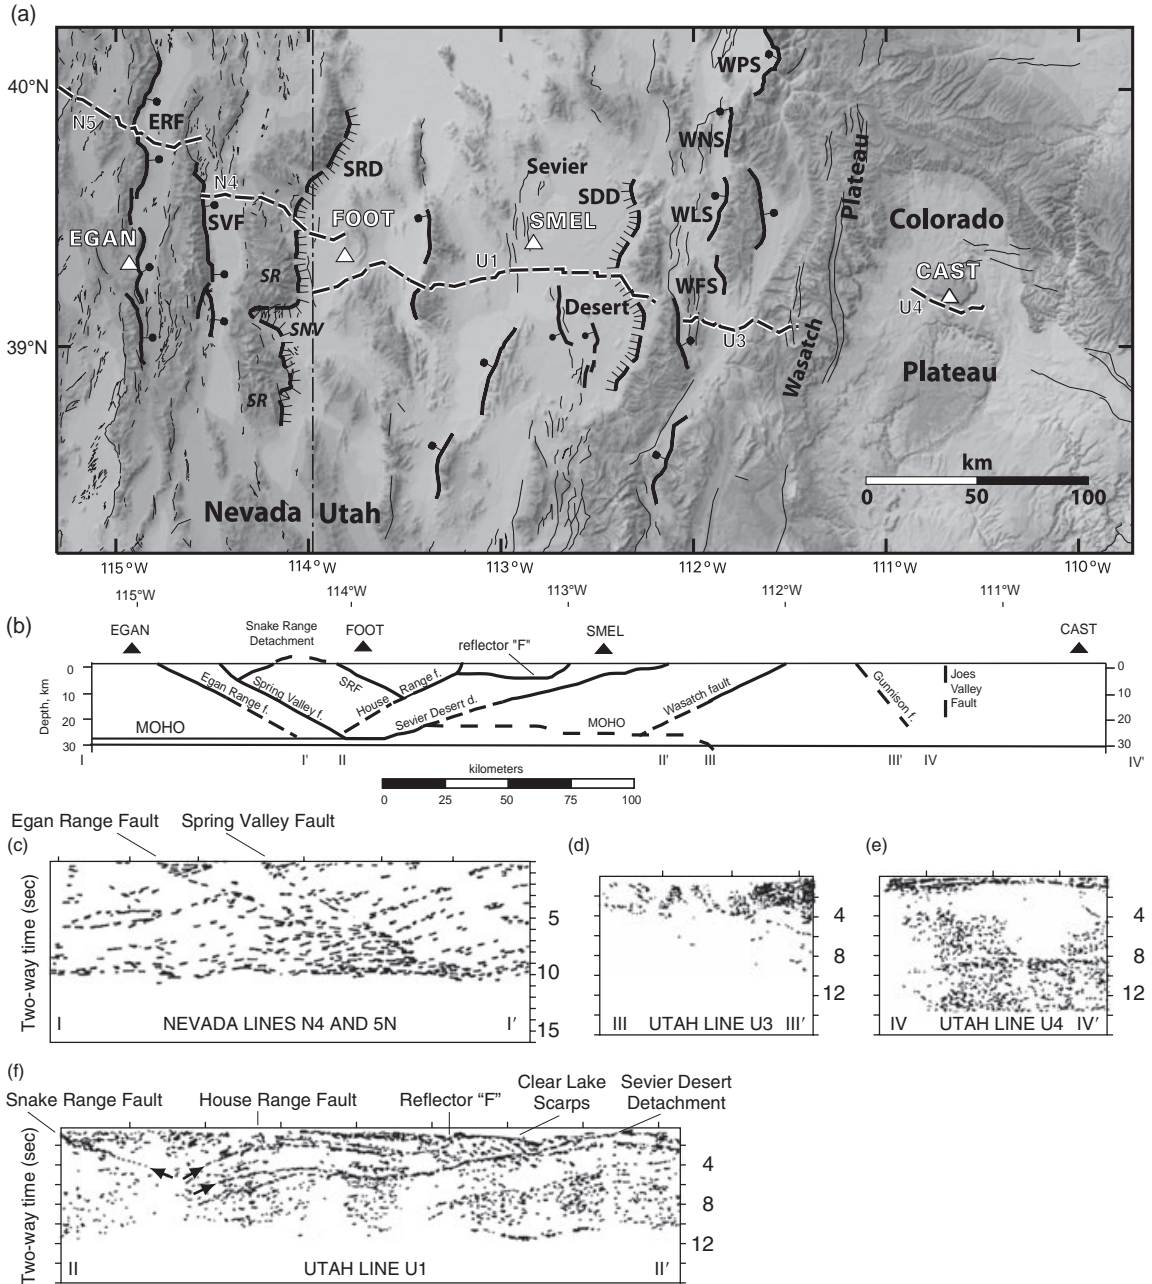 (a)
40°N
39°N
N5
ERF
N4
SVF
EGAN
SRD
FOOT
SR
SNV
SR
Sevier
SDD
SMEL
U1
Desert
WPS
WNS
WLS
WFS
U3
Wasatch
Plateau
Colorado
CAST
U4
Plateau
km
0 50 100
Nevada Utah
115°W 114°W 113°W 112°W 111°W 110°W
115°W 114°W 113°W 112°W 111°W
(b)
EGAN
Snake Range
Detachment
FOOT
reflector "F"
SMEL
CAST
Depth, km
0
10
20
30
Egan Range f.
Spring Valley f.
SRF
House Range f.
Sevier Desert d.
MOHO
MOHO
Wasatch fault
Gunnison f.
Joes
Valley
Fault
0
10
20
30
I I' II II' III III' IV IV'
kilometers
0 25 50 75 100
Egan Range Fault Spring Valley Fault
(c)
Two-way time (sec)
5
10
15
I NEVADA LINES N4 AND 5N I′
(d)
4
8
12
III UTAH LINE U3 III′
(e)
4
8
12
IV UTAH LINE U4 IV′
(f)
Snake Range Fault House Range Fault Reflector “F”
Clear Lake
Scarps
Sevier Desert
Detachment
Two-way time (sec)
4
8
12
II UTAH LINE U1 II′